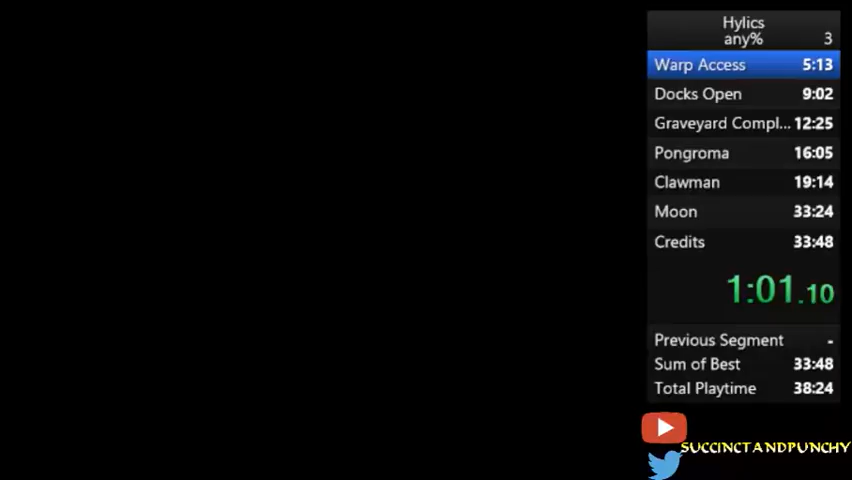 Hylics
any% 3
Warp Access 5:13
Docks Open 9:02
Graveyard Compl... 12:25
Pongroma 16:05
Clawman 19:14
Moon 33:24
Credits 33:48
1:01.10
Previous Segment -
Sum of Best 33:48
Total Playtime 38:24
SUCCINCTANDPUNCHY